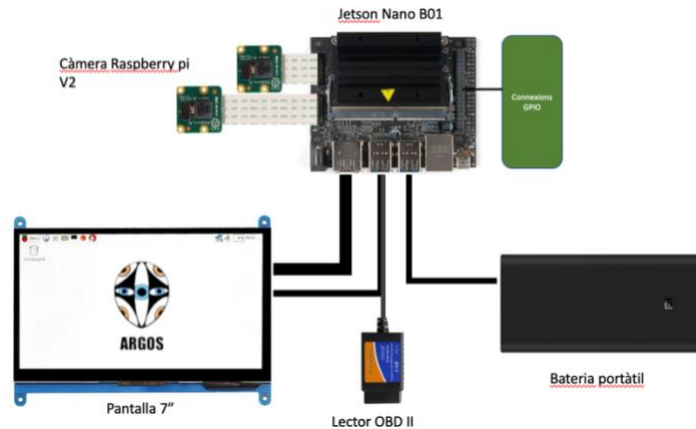 Jetson Nano B01
Càmera Raspberry pi
V2
Connexions
GPIO
ARGOS
Pantalla 7”
Lector OBD II
Bateria portàtil